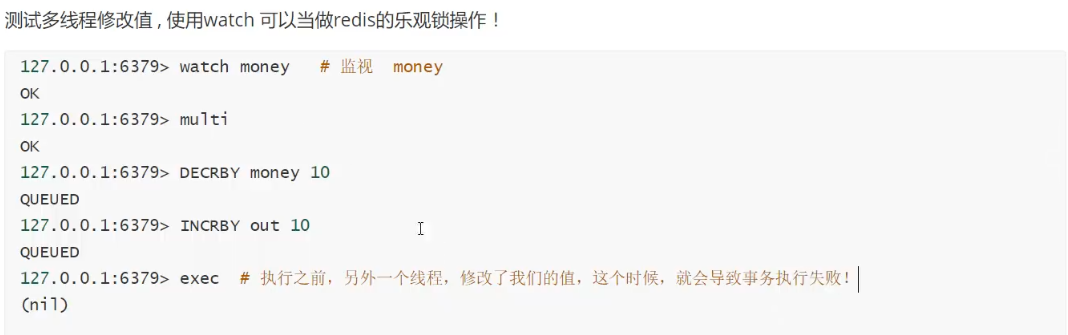 测试多线程修改值 , 使用watch 可以当做redis的乐观锁操作！
127.0.0.1:6379> watch money   # 监视  money
OK
127.0.0.1:6379> multi
OK
127.0.0.1:6379> DECRBY money 10
QUEUED
127.0.0.1:6379> INCRBY out 10
QUEUED
127.0.0.1:6379> exec  # 执行之前，另外一个线程，修改了我们的值，这个时候，就会导致事务执行失败！
(nil)